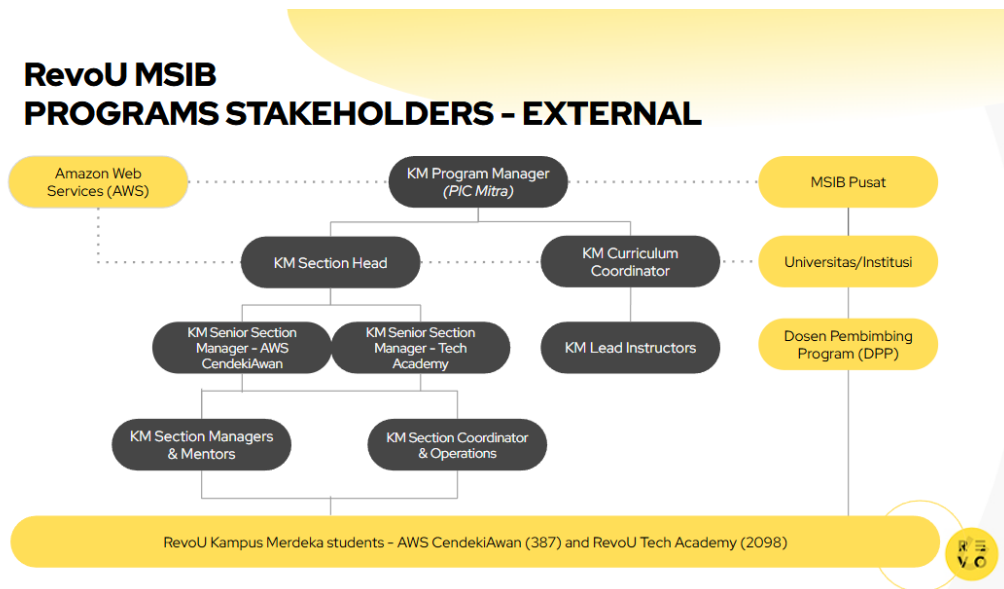 RevoU MSIB
PROGRAMS STAKEHOLDERS - EXTERNAL
Amazon Web
Services (AWS)
KM Program Manager
(PIC Mitra)
MSIB Pusat
KM Section Head
KM Curriculum
Coordinator
Universitas/Institusi
KM Senior Section
Manager - AWS
CendekiAwan
KM Senior Section
Manager - Tech
Academy
KM Lead Instructors
Dosen Pembimbing
Program (DPP)
KM Section Managers
& Mentors
KM Section Coordinator
& Operations
RevoU Kampus Merdeka students - AWS CendekiAwan (387) and RevoU Tech Academy (2098)